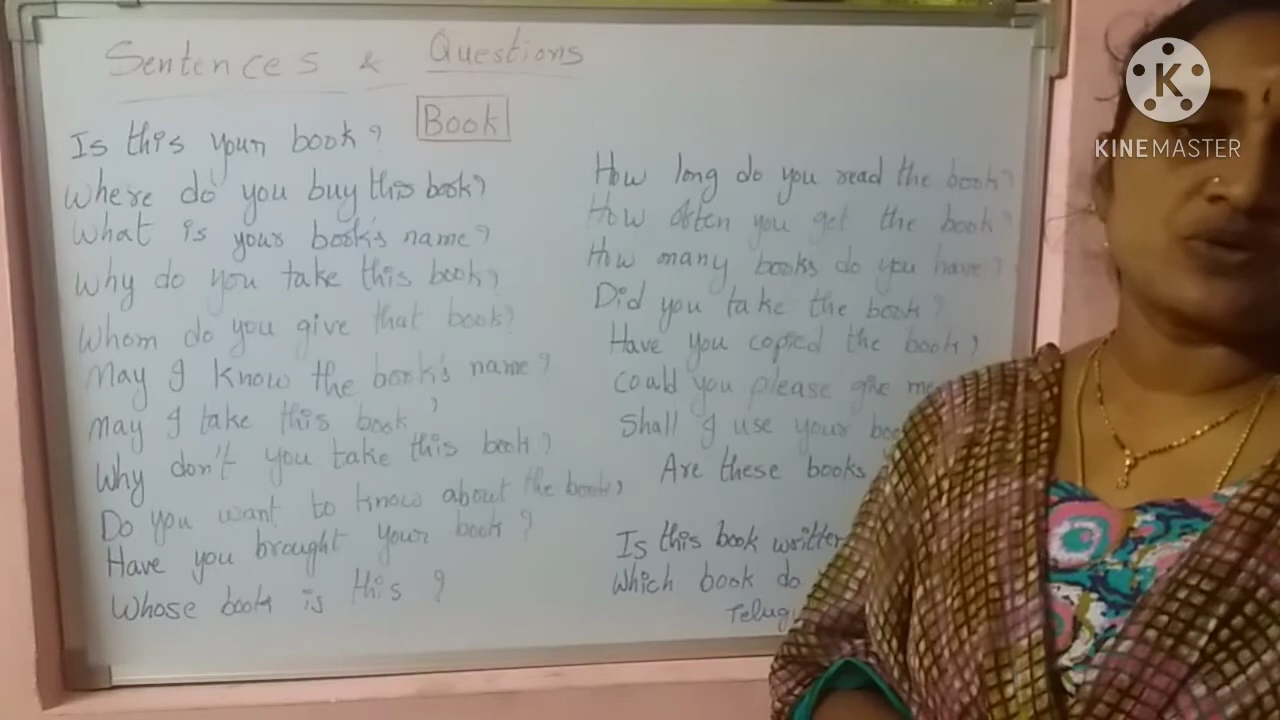 Sentences & Questions
Book
Is this your book?
Where do you buy this book?
What is your book's name?
Why do you take this book?
Whom do you give that book?
May I know the book's name?
May I take this book?
Why don't you take this book?
Do you want to know about the book?
Have you brought your book?
Whose book is this?
How long do you read the book?
How often you get the book?
How many books do you have?
Did you take the book?
Have you copied the book?
Could you please give me
Shall I use your
Are these books
Is this book written
Which book do
K
KINEMASTER